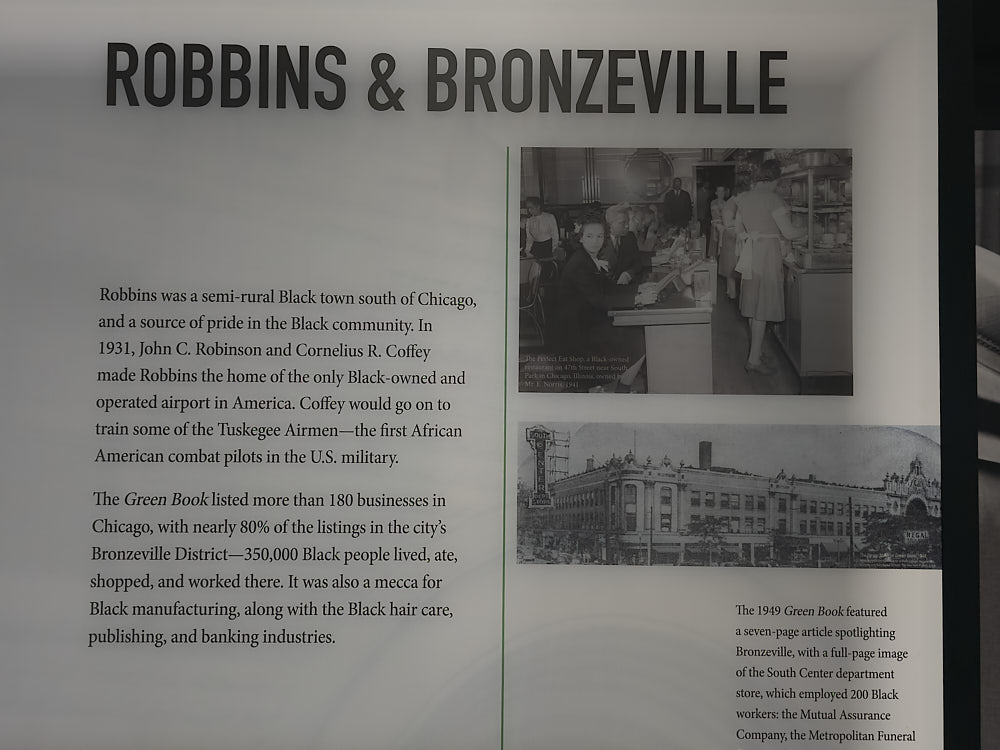 ROBBINS & BRONZEVILLE
Robbins was a semi-rural Black town south of Chicago,
and a source of pride in the Black community. In
1931, John C. Robinson and Cornelius R. Coffey
made Robbins the home of the only Black-owned and
operated airport in America. Coffey would go on to
train some of the Tuskegee Airmen—the first African
American combat pilots in the U.S. military.
The Green Book listed more than 180 businesses in
Chicago, with nearly 80% of the listings in the city's
Bronzeville District—350,000 Black people lived, ate,
shopped, and worked there. It was also a mecca for
Black manufacturing, along with the Black hair care,
publishing, and banking industries.
The Perfect Eat Shop, a Black-owned
restaurant on 47th Street near South
Park in Chicago, Illinois, owned by
Mr. E. Norris, 1941
SOUTH
CENTER
REGAL
The 1949 Green Book featured
a seven-page article spotlighting
Bronzeville, with a full-page image
of the South Center department
store, which employed 200 Black
workers: the Mutual Assurance
Company, the Metropolitan Funeral